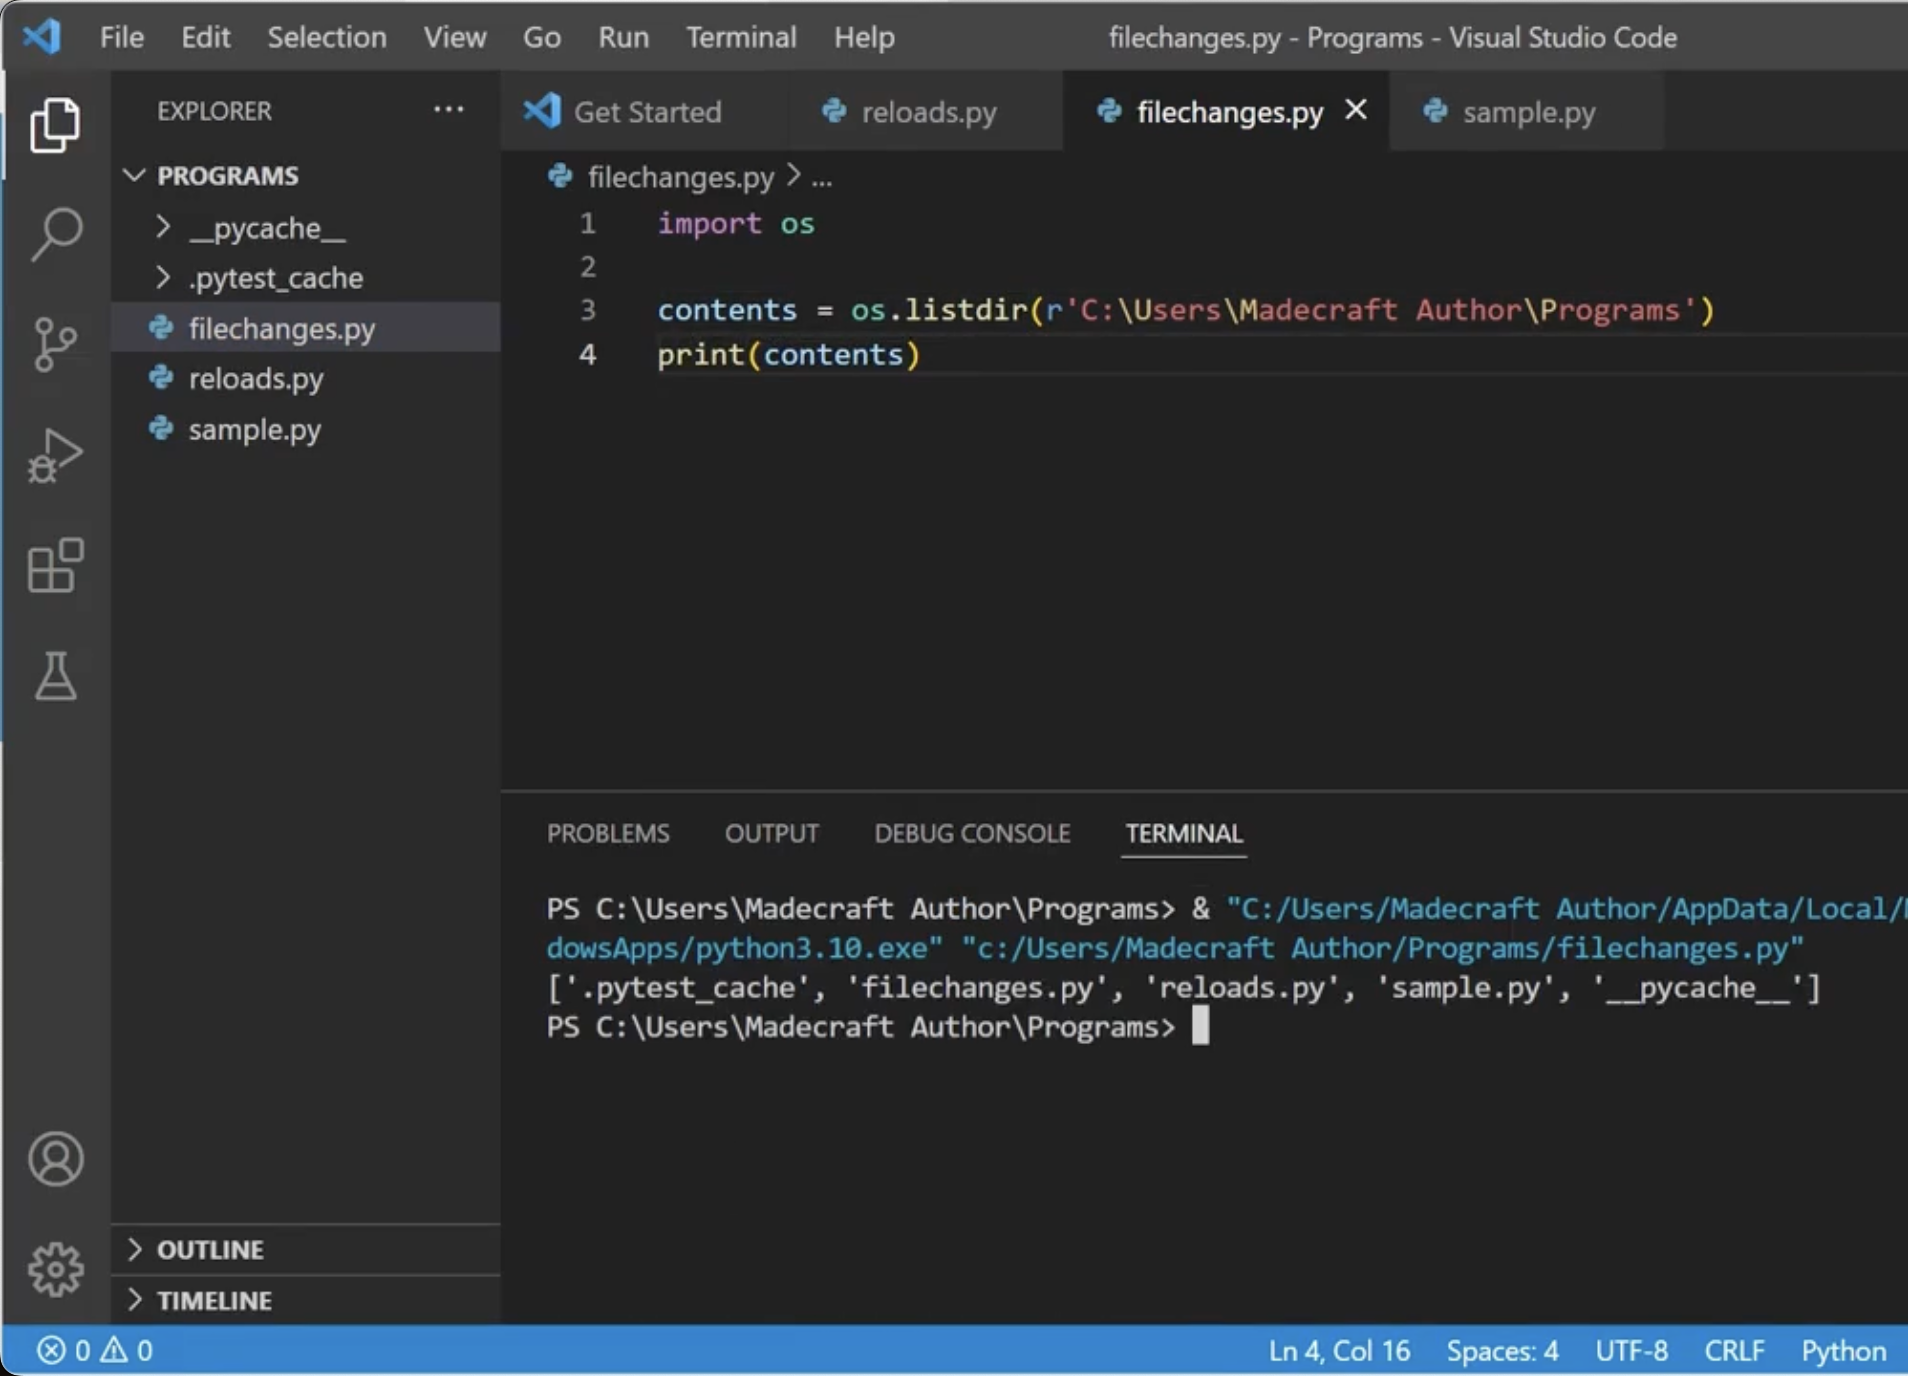 File Edit Selection View Go Run Terminal Help filechanges.py - Programs - Visual Studio Code
EXPLORER
Get Started reloads.py filechanges.py sample.py
PROGRAMS
__pycache__
.pytest_cache
filechanges.py
reloads.py
sample.py
filechanges.py > ...
1 import os
2
3 contents = os.listdir(r'C:\Users\Madecraft Author\Programs')
4 print(contents)
PROBLEMS OUTPUT DEBUG CONSOLE TERMINAL
PS C:\Users\Madecraft Author\Programs> & "C:/Users/Madecraft Author/AppData/Local/
dowsApps/python3.10.exe" "c:/Users/Madecraft Author/Programs/filechanges.py"
['.pytest_cache', 'filechanges.py', 'reloads.py', 'sample.py', '__pycache__']
PS C:\Users\Madecraft Author\Programs>
OUTLINE
TIMELINE
0 0 Ln 4, Col 16 Spaces: 4 UTF-8 CRLF Python